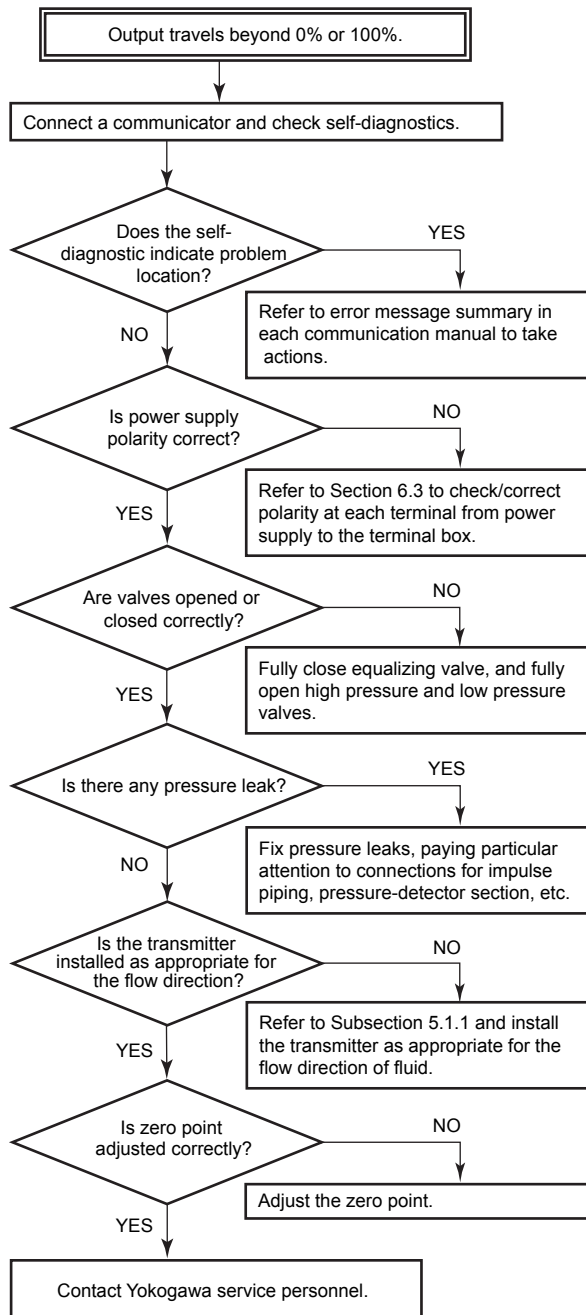 Output travels beyond 0% or 100%.
Connect a communicator and check self-diagnostics.
Does the self-
diagnostic indicate problem
location?
YES
Refer to error message summary in
each communication manual to take
actions.
NO
Is power supply
polarity correct?
NO
Refer to Section 6.3 to check/correct
polarity at each terminal from power
supply to the terminal box.
YES
Are valves opened or
closed correctly?
NO
Fully close equalizing valve, and fully
open high pressure and low pressure
valves.
YES
Is there any pressure leak?
YES
Fix pressure leaks, paying particular
attention to connections for impulse
piping, pressure-detector section, etc.
NO
Is the transmitter
installed as appropriate for
the flow direction?
NO
Refer to Subsection 5.1.1 and install
the transmitter as appropriate for the
flow direction of fluid.
YES
Is zero point
adjusted correctly?
NO
Adjust the zero point.
YES
Contact Yokogawa service personnel.